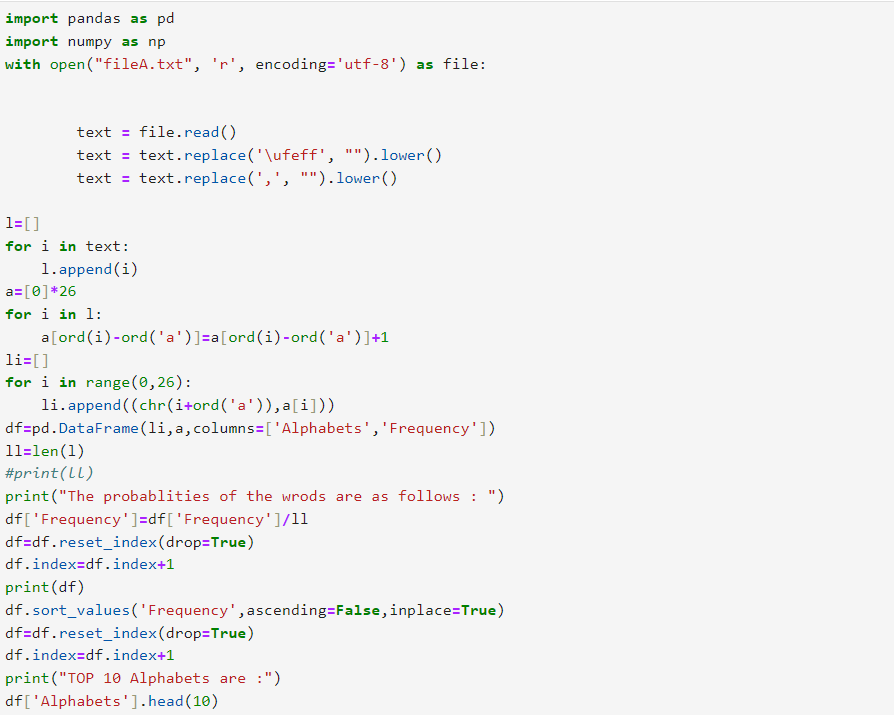 import pandas as pd
import numpy as np
with open("fileA.txt", 'r', encoding='utf-8') as file:
text = file.read()
text = text.replace('\ufeff', "").lower()
text = text.replace(',', "").lower()
l=[]
for i in text:
    l.append(i)
a=[0]*26
for i in l:
    a[ord(i)-ord('a')]=a[ord(i)-ord('a')]+1
li=[]
for i in range(0,26):
    li.append((chr(i+ord('a')),a[i]))
df=pd.DataFrame(li,a,columns=['Alphabets','Frequency'])
ll=len(l)
#print(ll)
print("The probablities of the wrods are as follows : ")
df['Frequency']=df['Frequency']/ll
df=df.reset_index(drop=True)
df.index=df.index+1
print(df)
df.sort_values('Frequency',ascending=False,inplace=True)
df=df.reset_index(drop=True)
df.index=df.index+1
print("TOP 10 Alphabets are :")
df['Alphabets'].head(10)